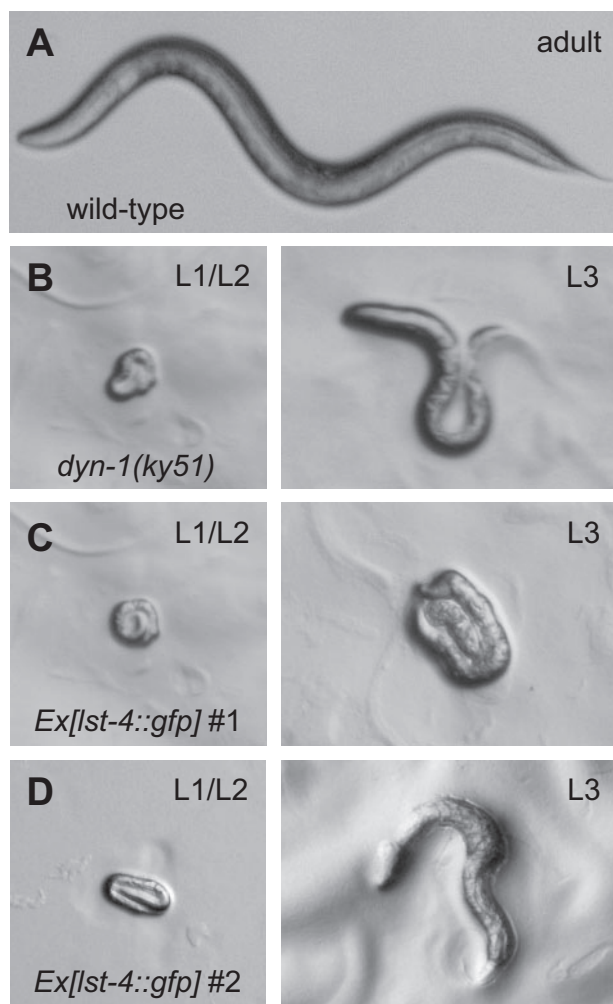 A adult
wild-type
B L1/L2 L3
dyn-1(ky51)
C L1/L2 L3
Ex[lst-4::gfp] #1
D L1/L2 L3
Ex[lst-4::gfp] #2